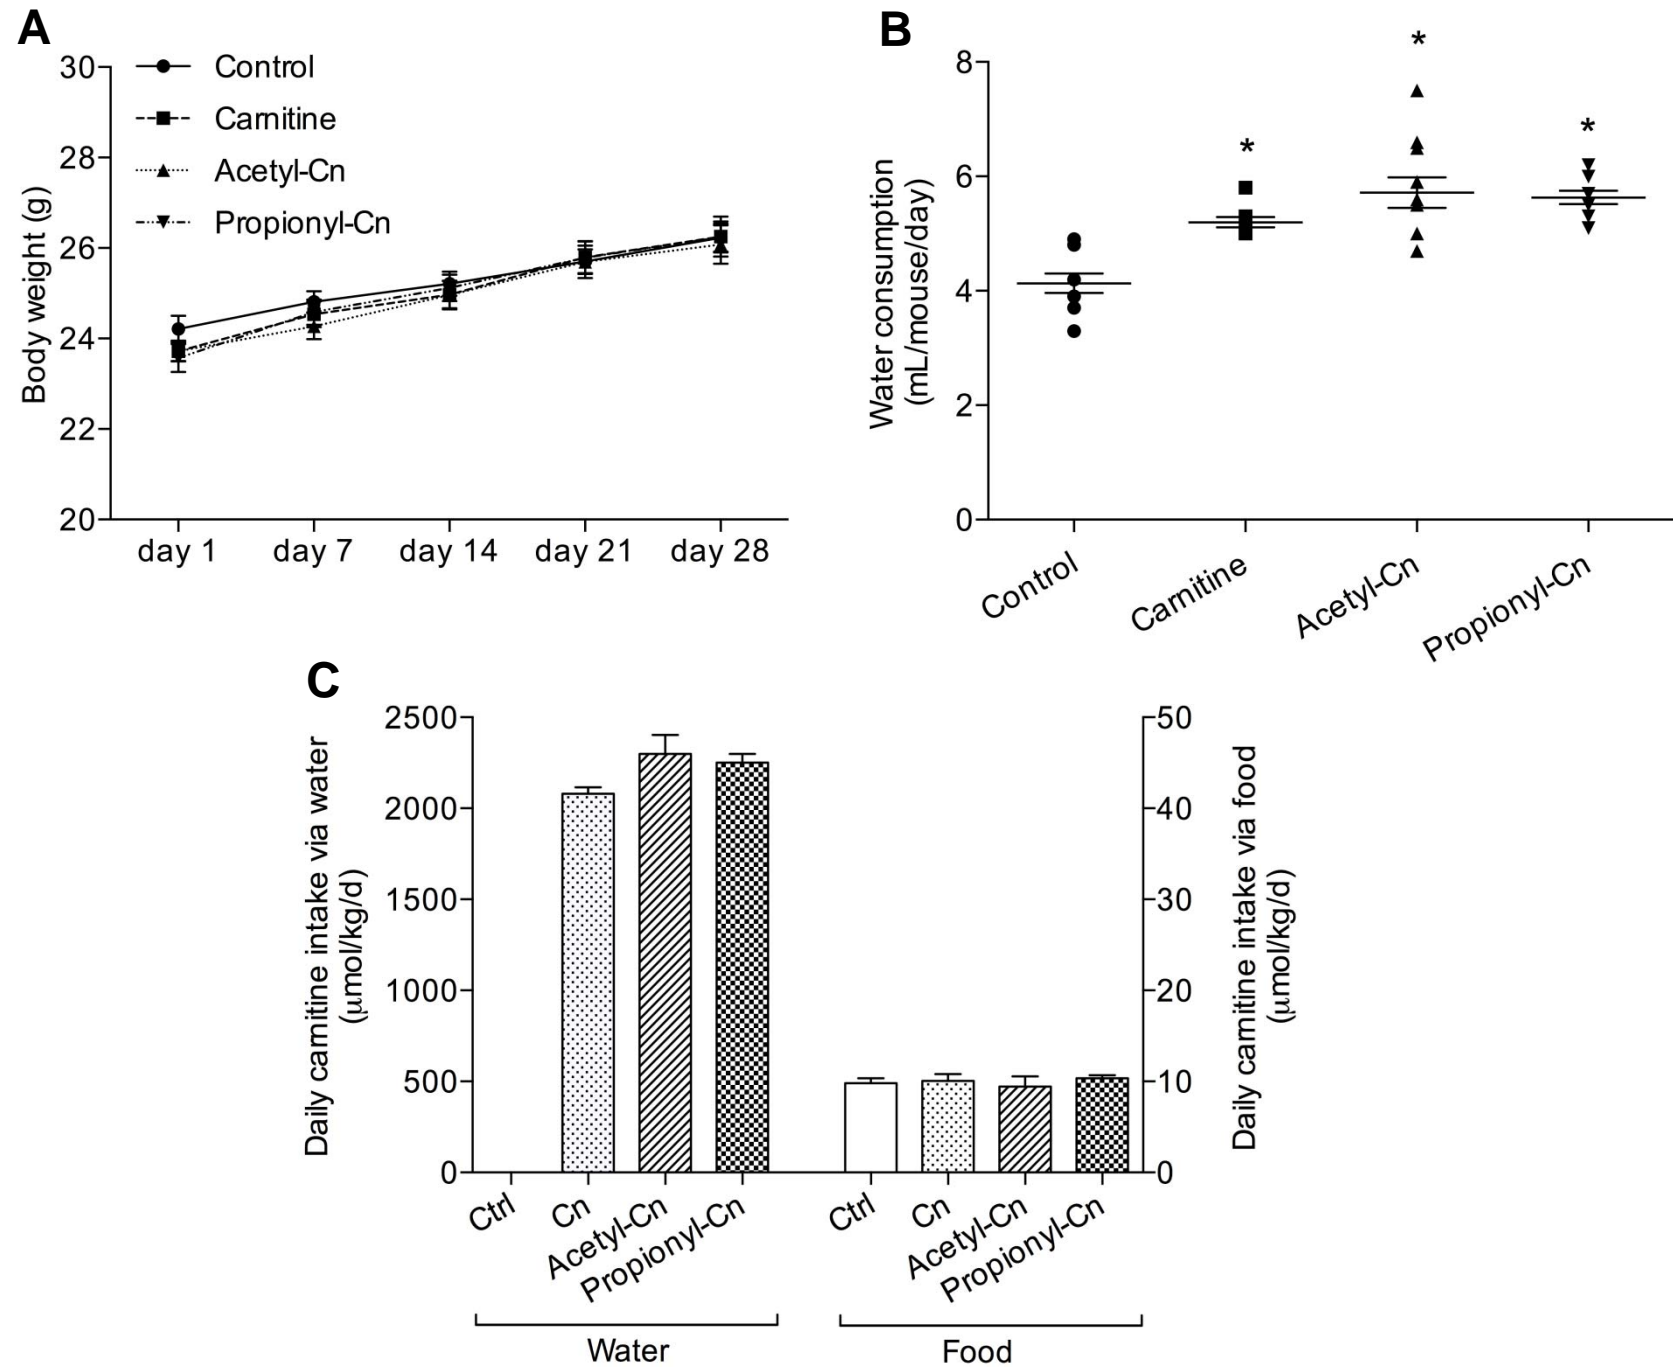 A
30
28
26
24
22
20
Body weight (g)
Control
Carnitine
Acetyl-Cn
Propionyl-Cn
day 1 day 7 day 14 day 21 day 28
B
8
6
4
2
0
Water consumption
(mL/mouse/day)
*
*
*
Control Carnitine Acetyl-Cn Propionyl-Cn
C
2500
2000
1500
1000
500
0
Daily carnitine intake via water
(µmol/kg/d)
50
40
30
20
10
0
Daily carnitine intake via food
(µmol/kg/d)
Ctrl Cn Acetyl-Cn Propionyl-Cn Ctrl Cn Acetyl-Cn Propionyl-Cn
Water Food